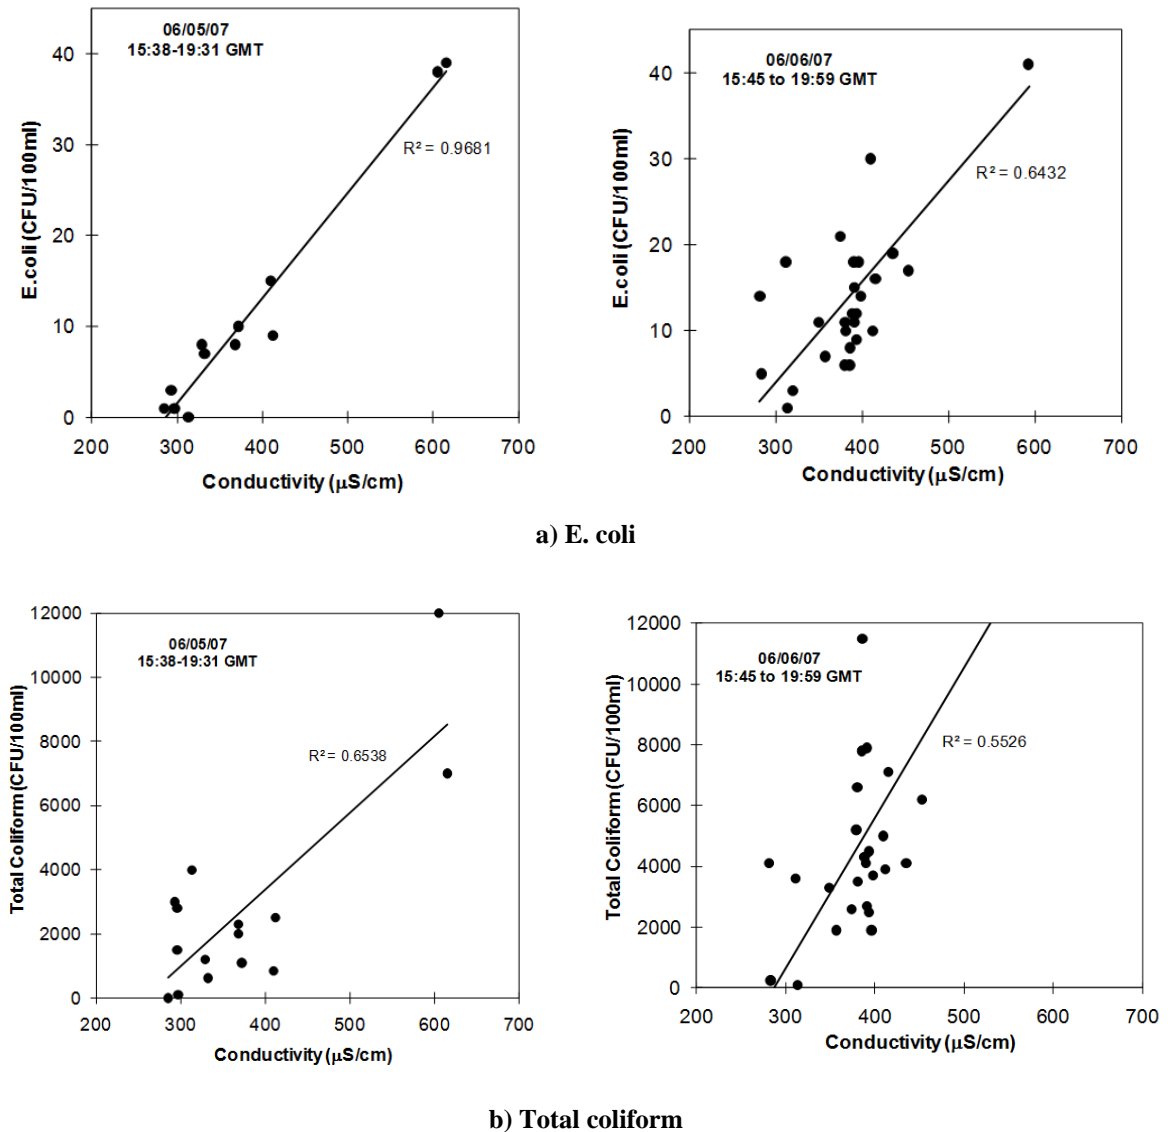 06/05/07
15:38-19:31 GMT
40
30
20
10
0
E.coli (CFU/100ml)
R² = 0.9681
200 300 400 500 600 700
Conductivity (µS/cm)
06/06/07
15:45 to 19:59 GMT
40
30
20
10
0
E.coli (CFU/100ml)
R² = 0.6432
200 300 400 500 600 700
Conductivity (µS/cm)
a) E. coli
06/05/07
15:38-19:31 GMT
12000
10000
8000
6000
4000
2000
0
Total Coliform (CFU/100ml)
R² = 0.6538
200 300 400 500 600 700
Conductivity (µS/cm)
06/06/07
15:45 to 19:59 GMT
12000
10000
8000
6000
4000
2000
0
Total Coliform (CFU/100ml)
R² = 0.5526
200 300 400 500 600 700
Conductivity (µS/cm)
b) Total coliform